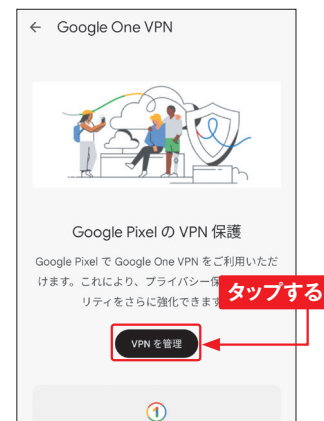 ← Google One VPN
Google Pixel の VPN 保護
Google Pixel で Google One VPN をご利用いただ
けます。これにより、プライバシー保
リティをさらに強化できます
タップする
VPN を管理
1